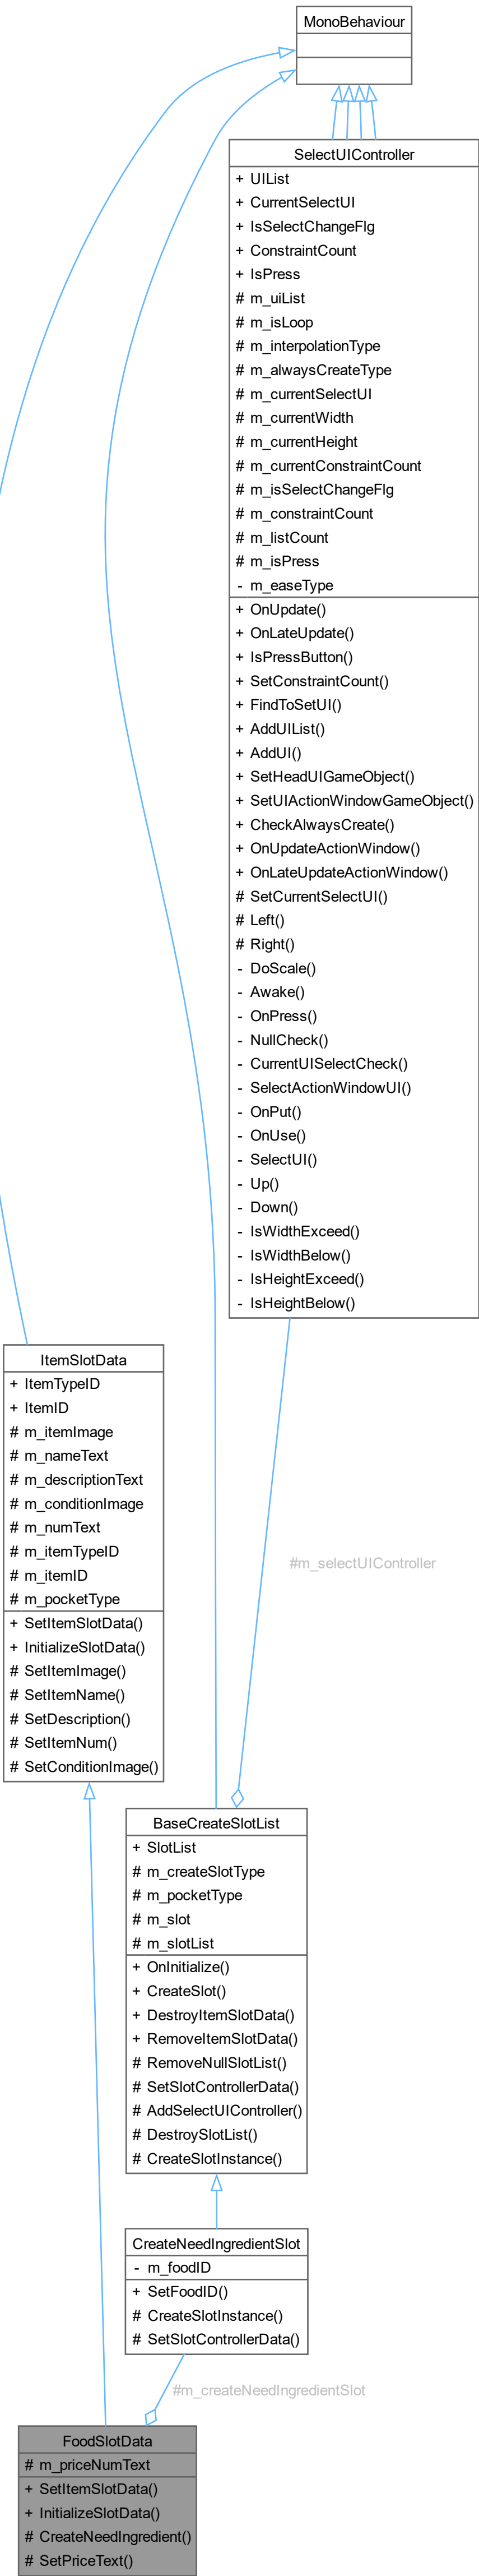 MonoBehaviour
SelectUIController
+ UIList
+ CurrentSelectUI
+ IsSelectChangeFlg
+ ConstraintCount
+ IsPress
# m_uiList
# m_isLoop
# m_interpolationType
# m_alwaysCreateType
# m_currentSelectUI
# m_currentWidth
# m_currentHeight
# m_currentConstraintCount
# m_isSelectChangeFlg
# m_constraintCount
# m_listCount
# m_isPress
- m_easeType
+ OnUpdate()
+ OnLateUpdate()
+ IsPressButton()
+ SetConstraintCount()
+ FindToSetUI()
+ AddUIList()
+ AddUI()
+ SetHeadUIGameObject()
+ SetUIActionWindowGameObject()
+ CheckAlwaysCreate()
+ OnUpdateActionWindow()
+ OnLateUpdateActionWindow()
# SetCurrentSelectUI()
# Left()
# Right()
- DoScale()
- Awake()
- OnPress()
- NullCheck()
- CurrentUISelectCheck()
- SelectActionWindowUI()
- OnPut()
- OnUse()
- SelectUI()
- Up()
- Down()
- IsWidthExceed()
- IsWidthBelow()
- IsHeightExceed()
- IsHeightBelow()
ItemSlotData
+ ItemTypeID
+ ItemID
# m_itemImage
# m_nameText
# m_descriptionText
# m_conditionImage
# m_numText
# m_itemTypeID
# m_itemID
# m_pocketType
+ SetItemSlotData()
+ InitializeSlotData()
# SetItemImage()
# SetItemName()
# SetDescription()
# SetItemNum()
# SetConditionImage()
#m_selectUIController
BaseCreateSlotList
+ SlotList
# m_createSlotType
# m_pocketType
# m_slot
# m_slotList
+ OnInitialize()
+ CreateSlot()
+ DestroyItemSlotData()
+ RemoveItemSlotData()
# RemoveNullSlotList()
# SetSlotControllerData()
# AddSelectUIController()
# DestroySlotList()
# CreateSlotInstance()
CreateNeedIngredientSlot
- m_foodID
+ SetFoodID()
# CreateSlotInstance()
# SetSlotControllerData()
#m_createNeedIngredientSlot
FoodSlotData
# m_priceNumText
+ SetItemSlotData()
+ InitializeSlotData()
# CreateNeedIngredient()
# SetPriceText()